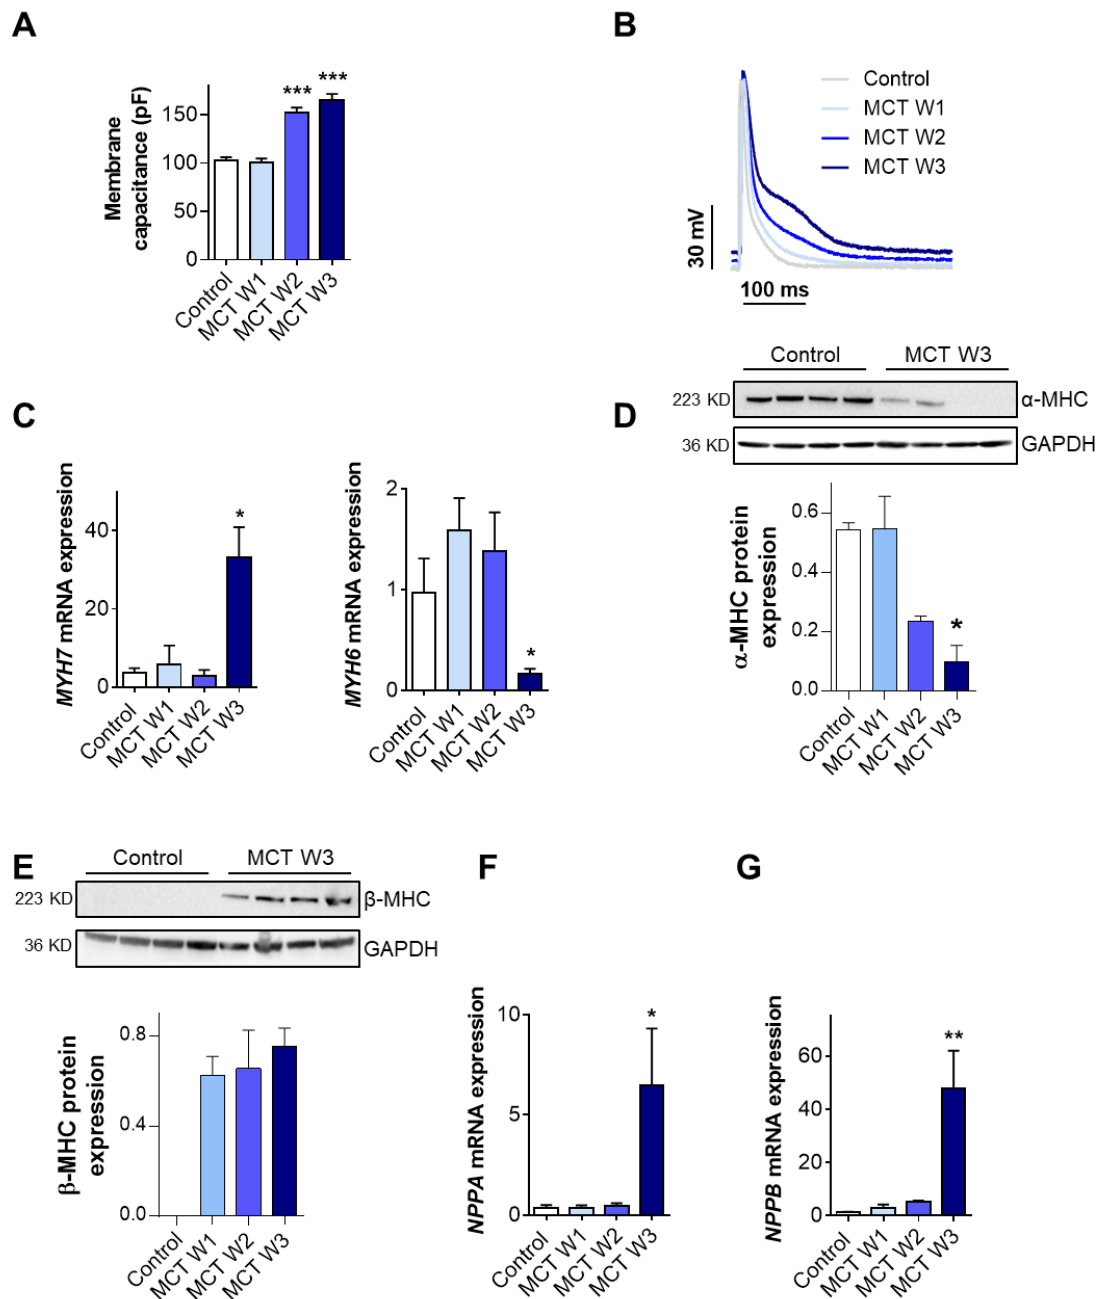 A
Membrane
capacitance (pF)
150
100
50
0
***
***
Control
MCT W1
MCT W2
MCT W3
B
Control
MCT W1
MCT W2
MCT W3
30 mV
100 ms
C
MYH7 mRNA expression
40
20
0
*
Control
MCT W1
MCT W2
MCT W3
MYH6 mRNA expression
2
1
0
*
Control
MCT W1
MCT W2
MCT W3
D
Control
MCT W3
223 KD
α-MHC
36 KD
GAPDH
α-MHC protein
expression
0.6
0.4
0.2
0.0
*
Control
MCT W1
MCT W2
MCT W3
E
Control
MCT W3
223 KD
β-MHC
36 KD
GAPDH
β-MHC protein
expression
0.8
0.4
0.0
Control
MCT W1
MCT W2
MCT W3
F
NPPA mRNA expression
10
5
0
*
Control
MCT W1
MCT W2
MCT W3
G
NPPB mRNA expression
60
40
20
0
**
Control
MCT W1
MCT W2
MCT W3